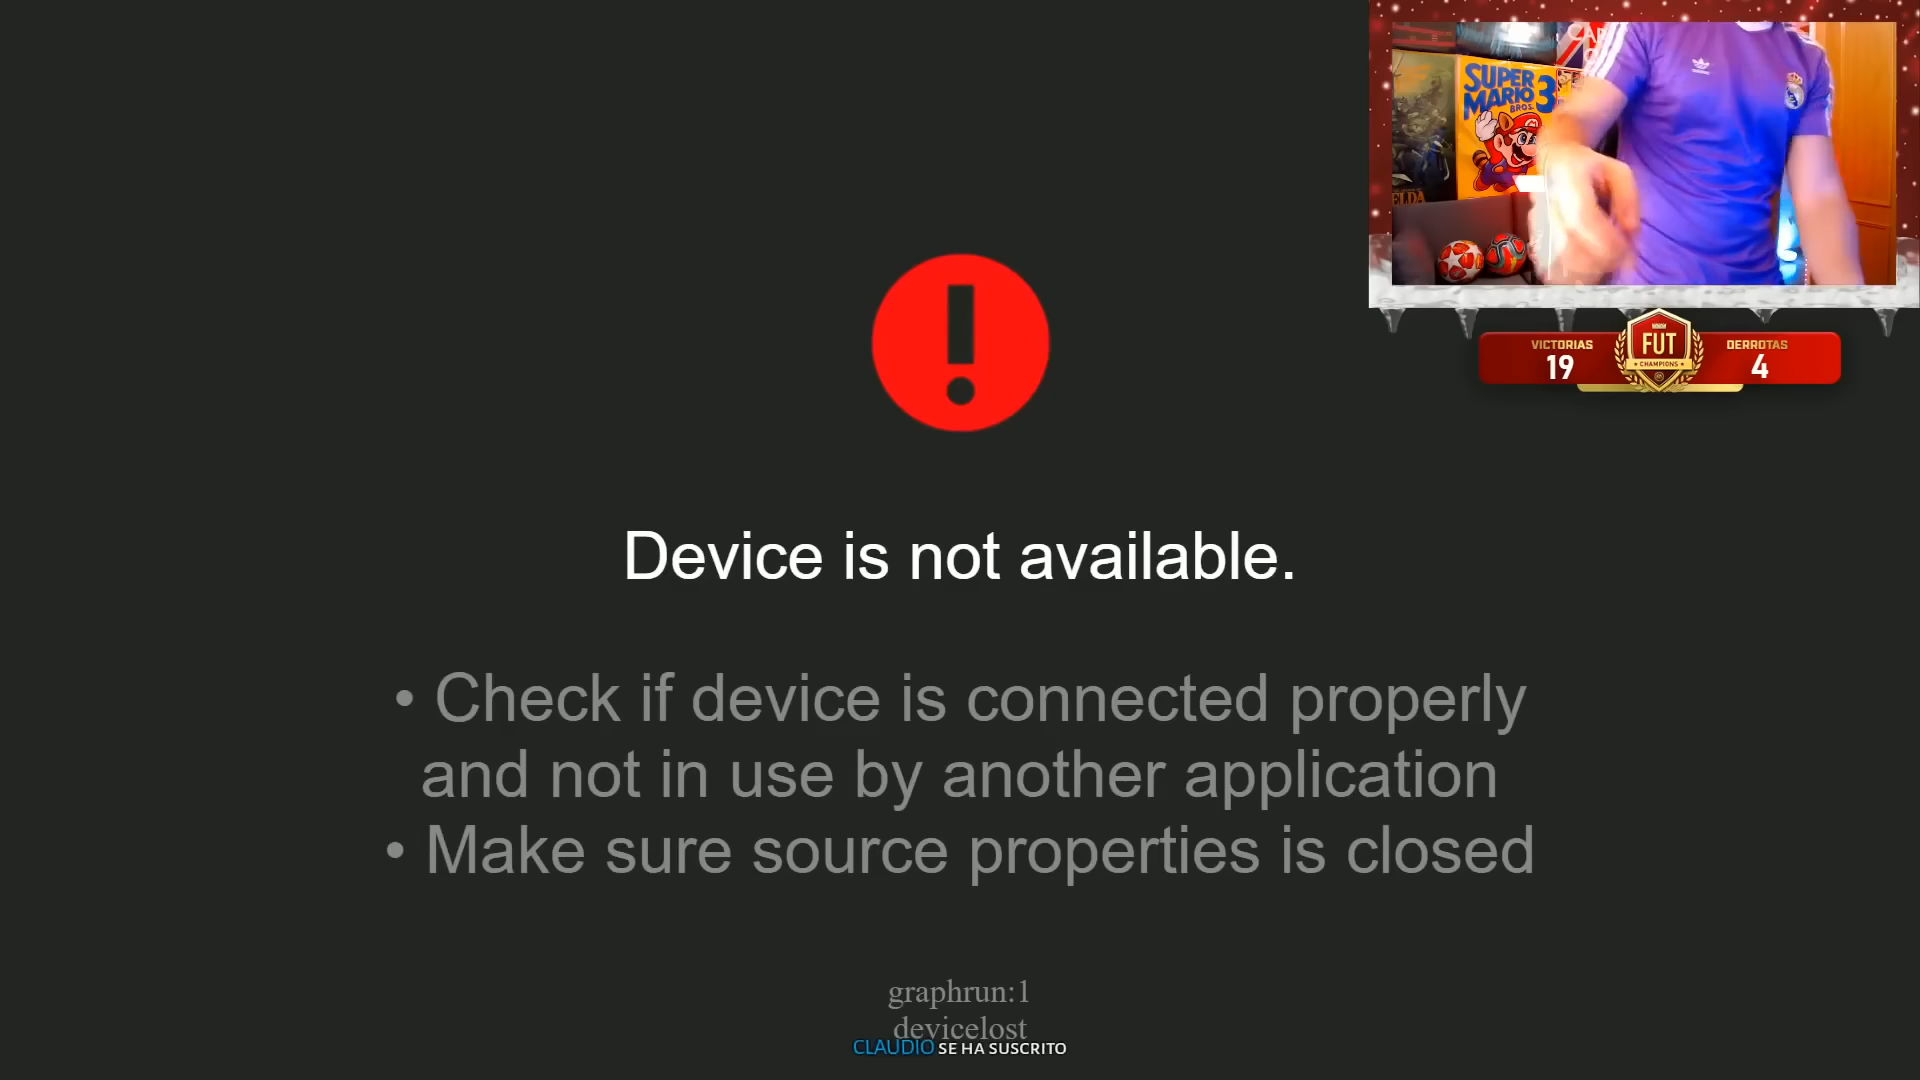 SUPER
MARIO 3
BROS.
ELDA
VICTORIAS
19
FUT
CHAMPIONS
DERROTAS
4
Device is not available.
• Check if device is connected properly
and not in use by another application
• Make sure source properties is closed
graphrun:1
devicelost
CLAUDIO SE HA SUSCRITO